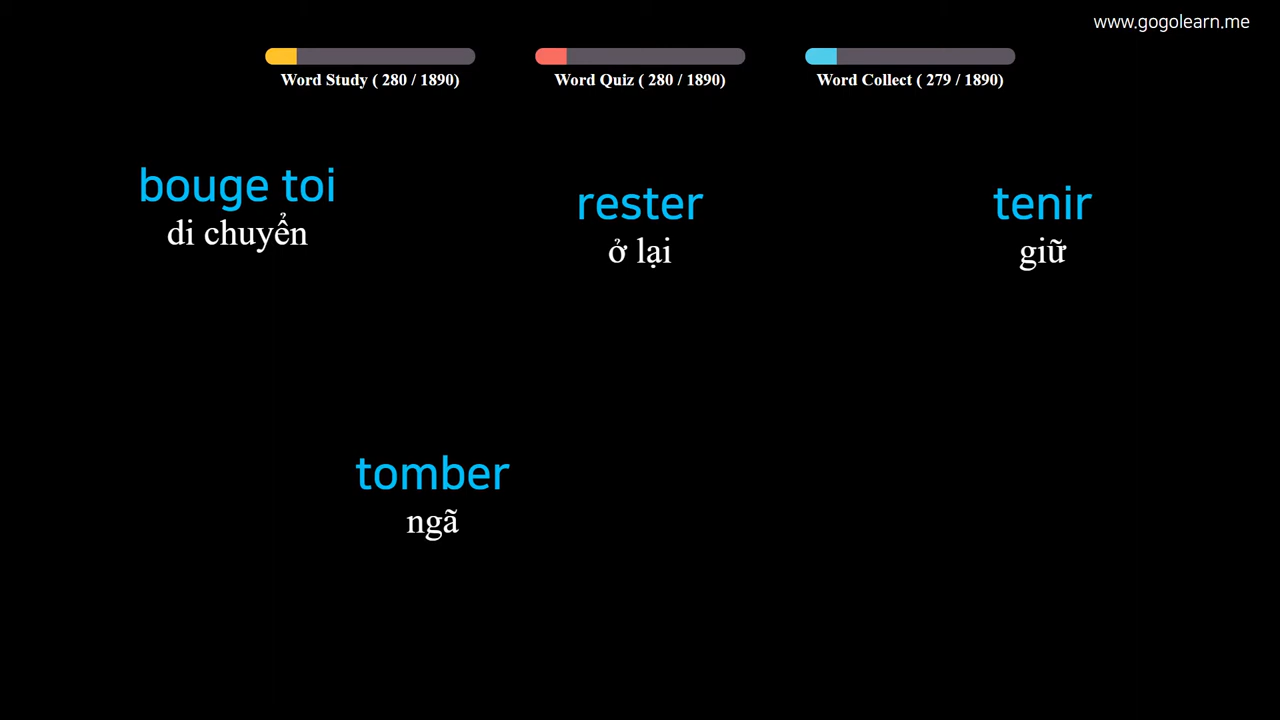 www.gogolearn.me
Word Study ( 280 / 1890)
Word Quiz ( 280 / 1890)
Word Collect ( 279 / 1890)
bouge toi
di chuyển
rester
ở lại
tenir
giữ
tomber
ngã